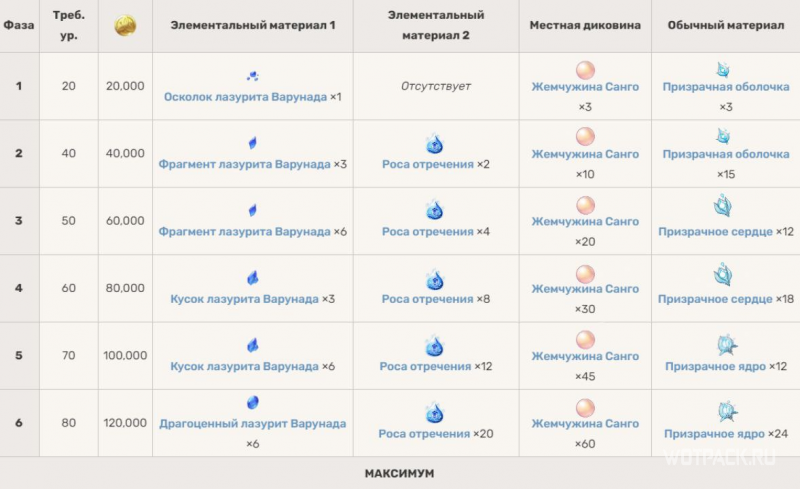 Фаза Треб. ур. Элементальный материал 1 Элементальный материал 2 Местная диковина Обычный материал
1 20 20,000 Осколок лазурита Варунада ×1 Отсутствует Жемчужина Санго ×3 Призрачная оболочка ×3
2 40 40,000 Фрагмент лазурита Варунада ×3 Роса отречения ×2 Жемчужина Санго ×10 Призрачная оболочка ×15
3 50 60,000 Фрагмент лазурита Варунада ×6 Роса отречения ×4 Жемчужина Санго ×20 Призрачное сердце ×12
4 60 80,000 Кусок лазурита Варунада ×3 Роса отречения ×8 Жемчужина Санго ×30 Призрачное сердце ×18
5 70 100,000 Кусок лазурита Варунада ×6 Роса отречения ×12 Жемчужина Санго ×45 Призрачное ядро ×12
6 80 120,000 Драгоценный лазурит Варунада ×6 Роса отречения ×20 Жемчужина Санго ×60 Призрачное ядро ×24
WOTPACK.RU
МАКСИМУМ